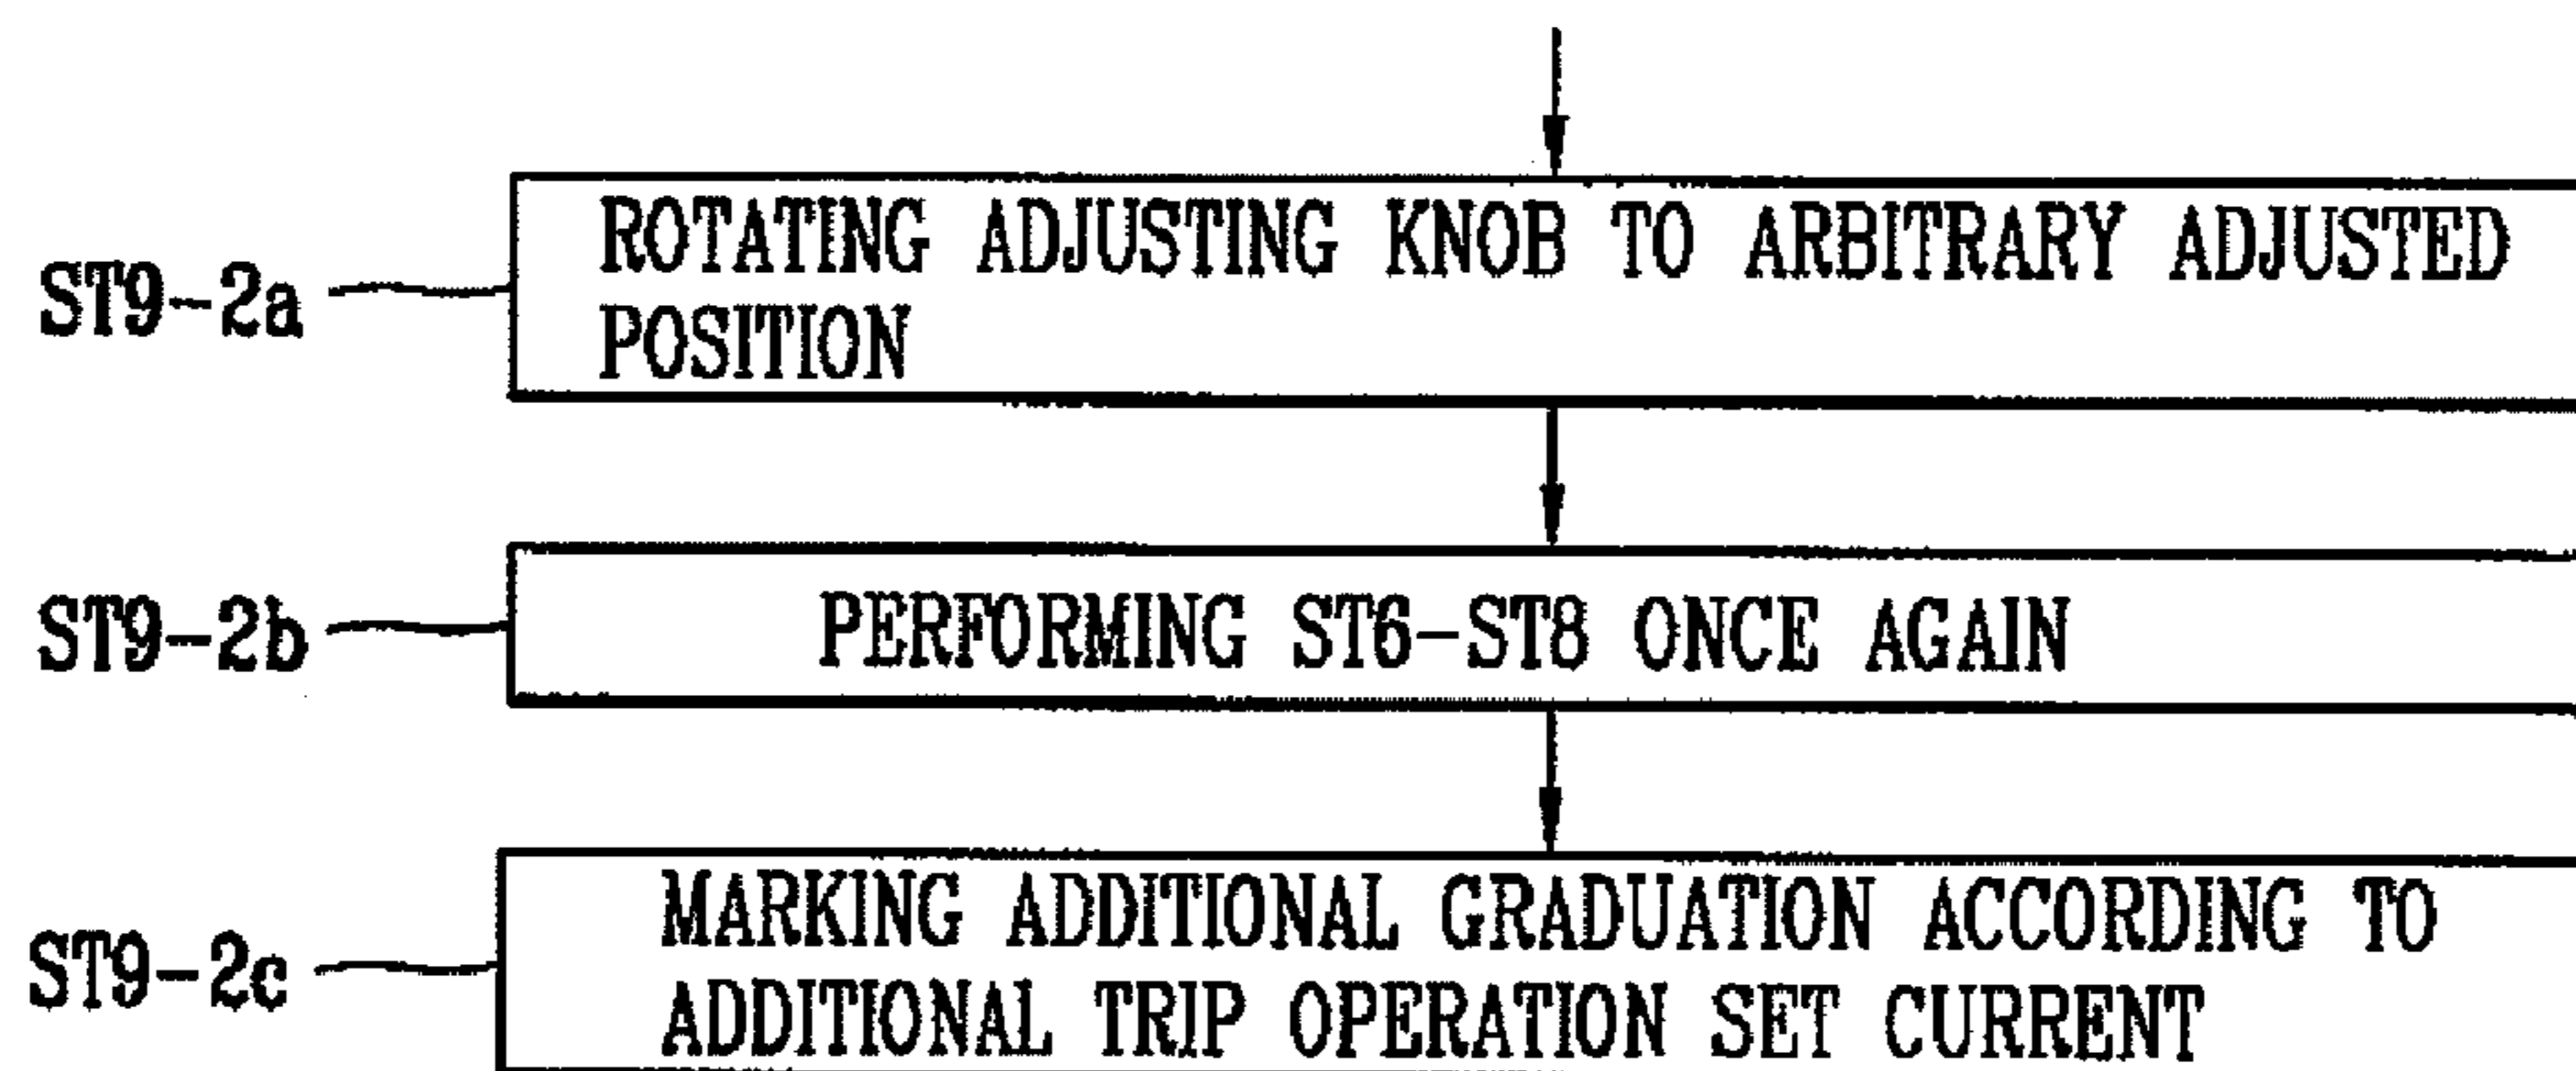 ST9-2a
ROTATING ADJUSTING KNOB TO ARBITRARY ADJUSTED
POSITION
ST9-2b
PERFORMING ST6-ST8 ONCE AGAIN
ST9-2c
MARKING ADDITIONAL GRADUATION ACCORDING TO
ADDITIONAL TRIP OPERATION SET CURRENT